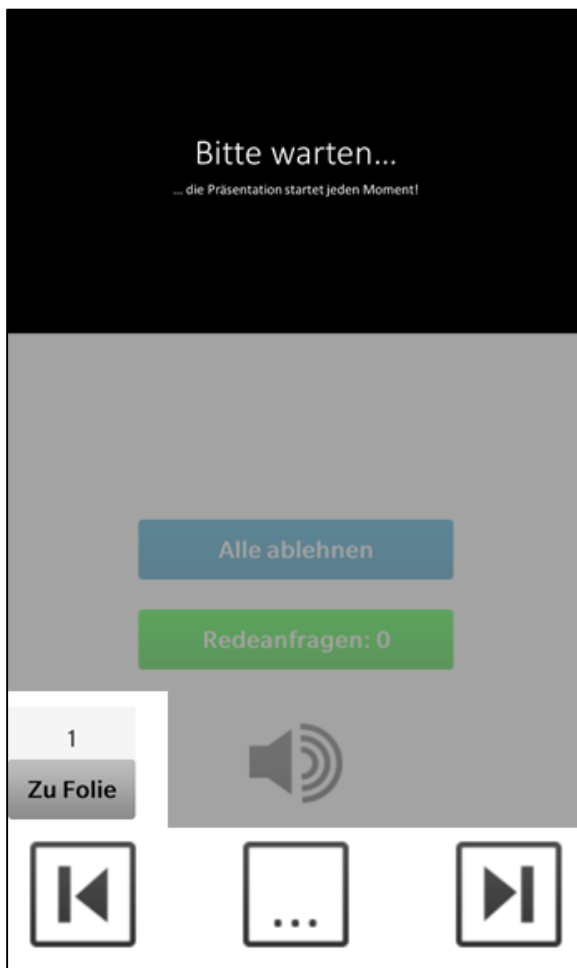 Bitte warten...
... die Präsentation startet jeden Moment!
Alle ablehnen
Redeanfragen: 0
1
Zu Folie
...